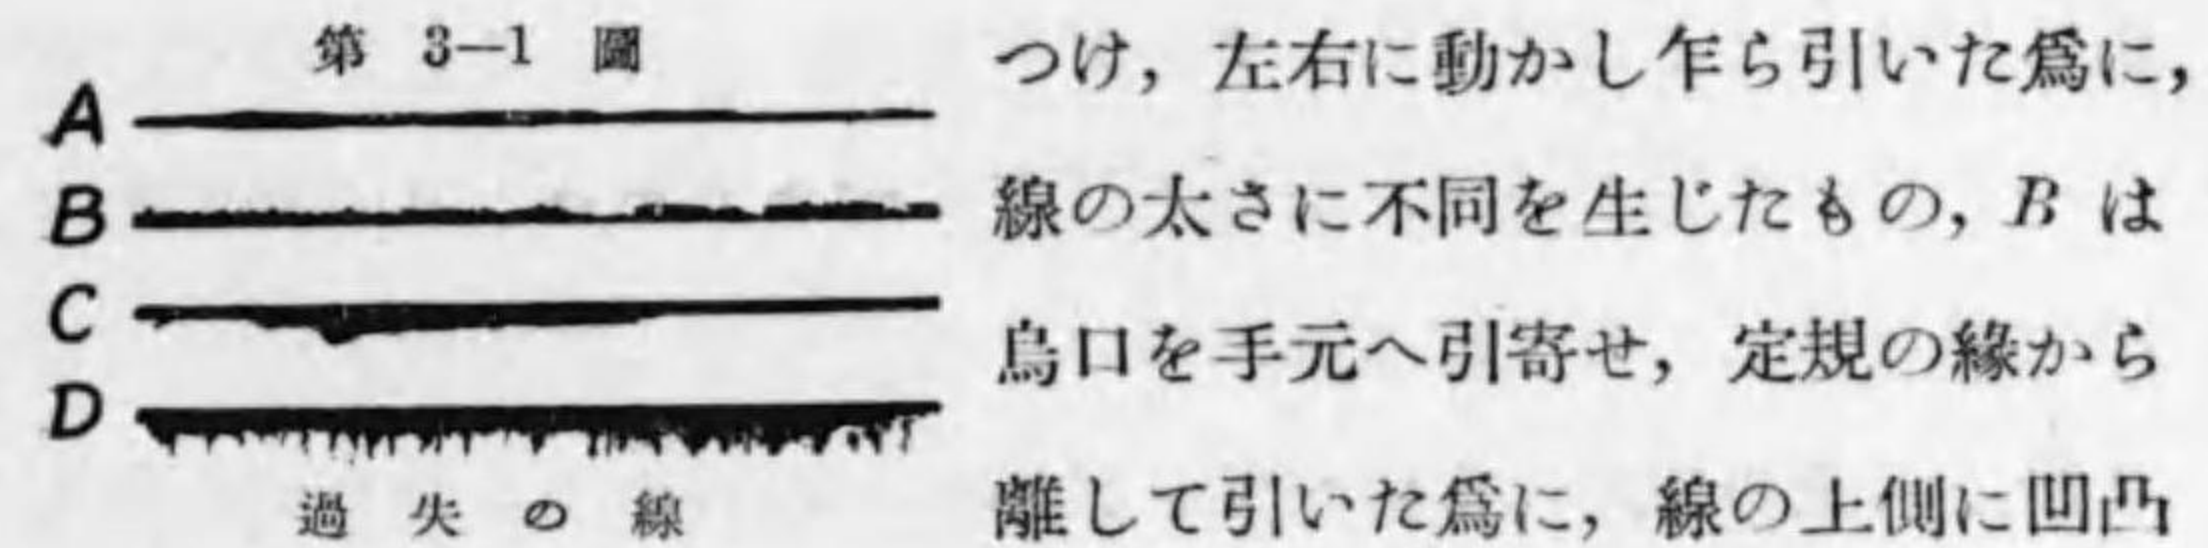 第 3—1 圖
A
B
C
D
過失の線
つけ，左右に動かし乍ら引いた爲に，
線の太さに不同を生じたもの，B は
烏口を手元へ引寄せ，定規の緣から
離して引いた爲に，線の上側に凹凸